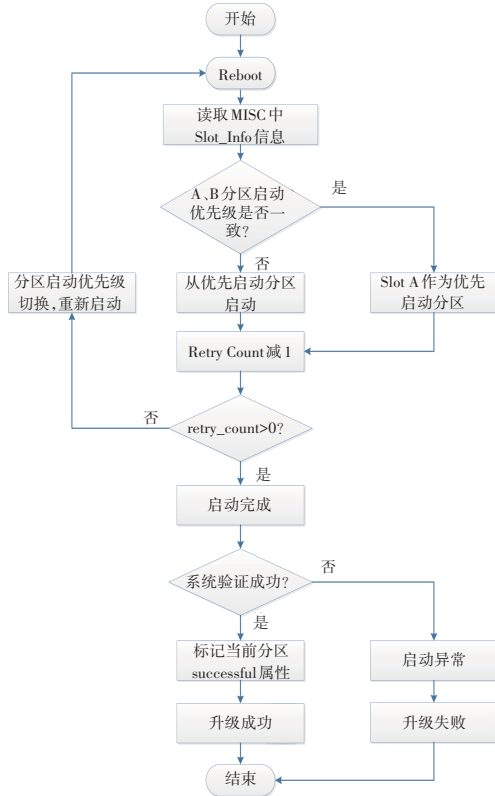 开始
Reboot
读取MISC中
Slot_Info信息
A、B分区启动
优先级是否一
致?
是
否
分区启动优先级
切换,重新启动
从优先启动分区
启动
Slot A作为优先
启动分区
Retry Count减1
否
retry_count>0?
是
启动完成
系统验证成功?
否
是
标记当前分区
successful属性
启动异常
升级成功
升级失败
结束